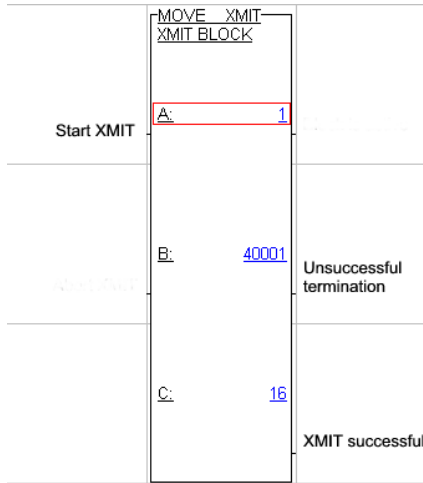 MOVE XMIT
XMIT BLOCK
A: 1
Start XMIT
B: 40001
Unsuccessful
termination
C: 16
XMIT successful